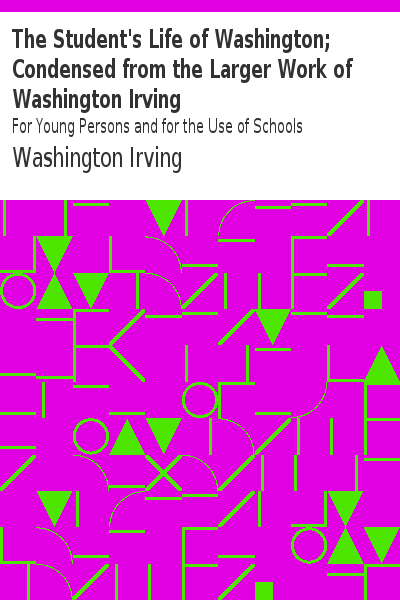 The Student's Life of Washington;
Condensed from the Larger Work of
Washington Irving
For Young Persons and for the Use of Schools
Washington Irving